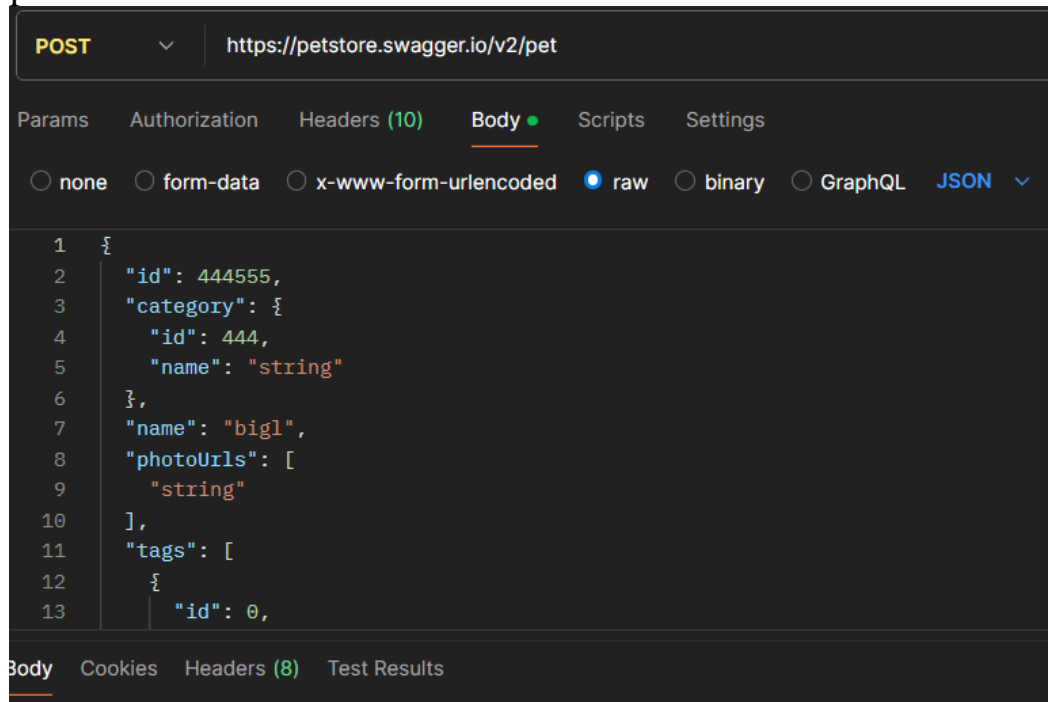 POST https://petstore.swagger.io/v2/pet
Params Authorization Headers (10) Body Scripts Settings
none form-data x-www-form-urlencoded raw binary GraphQL JSON
1 {
2 "id": 444555,
3 "category": {
4 "id": 444,
5 "name": "string"
6 },
7 "name": "bigl",
8 "photoUrls": [
9 "string"
10 ],
11 "tags": [
12 {
13 "id": 0,
Body Cookies Headers (8) Test Results